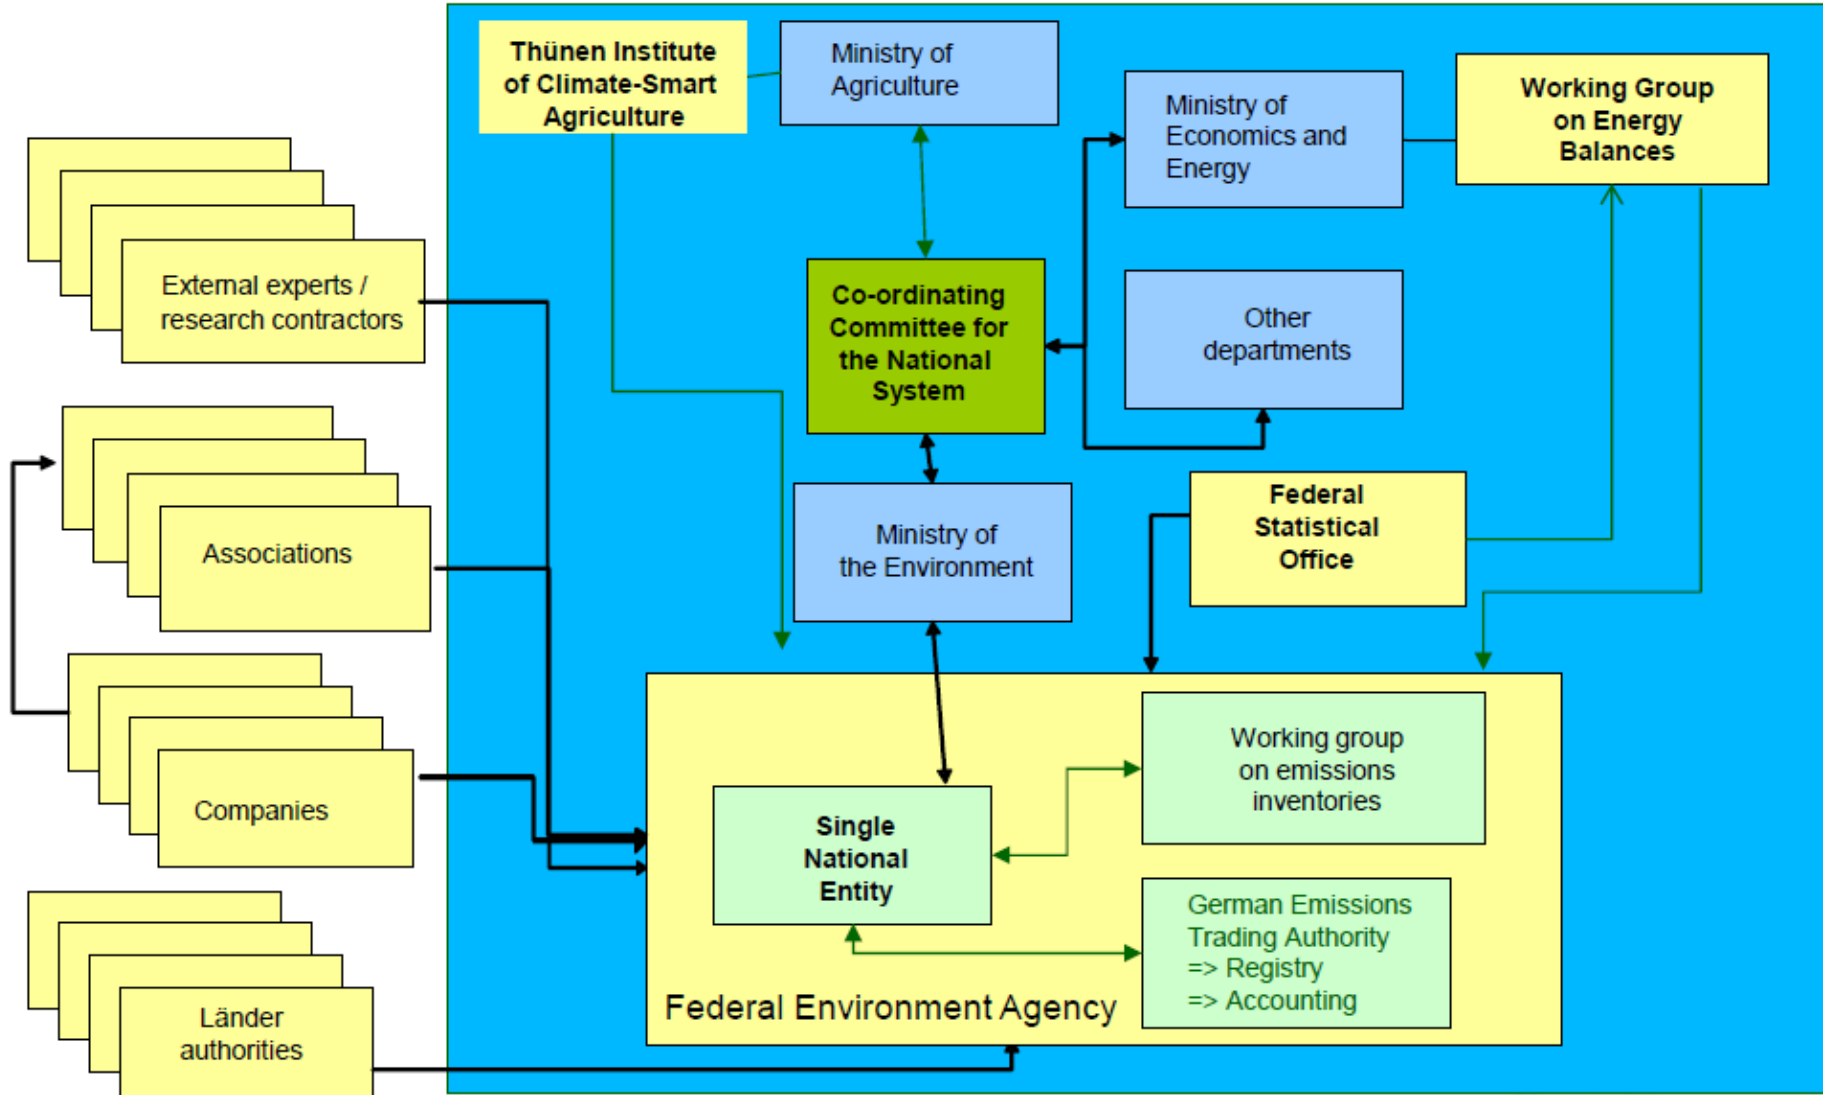 Thünen Institute
of Climate-Smart
Agriculture
Ministry of
Agriculture
Ministry of
Economics and
Energy
Working Group
on Energy
Balances
External experts /
research contractors
Co-ordinating
Committee for
the National
System
Other
departments
Associations
Ministry of
the Environment
Federal
Statistical
Office
Companies
Single
National
Entity
Working group
on emissions
inventories
German Emissions
Trading Authority
=> Registry
=> Accounting
Federal Environment Agency
Länder
authorities